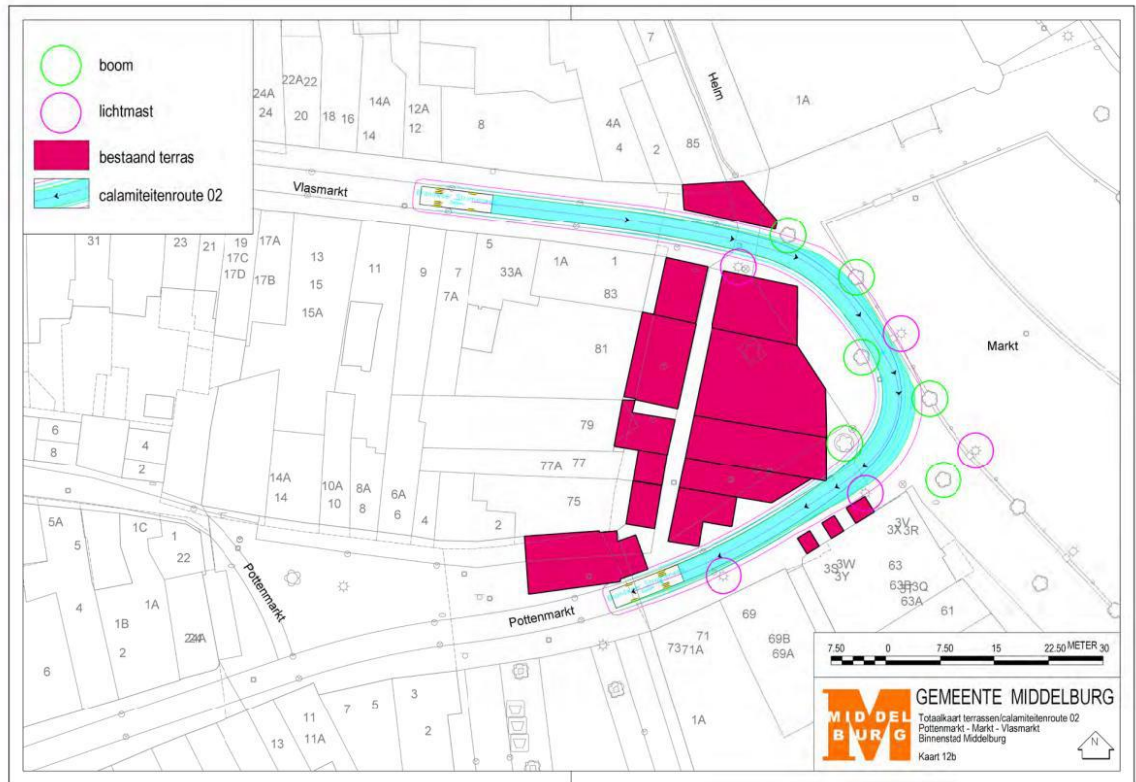 boom
lichtmast
bestaand terras
calamiteitenroute 02
Vlasmarkt
Helm
Markt
Pottenmarkt
Pottenmarkt
7
1A
22A 22
24A
24
20
18
16
14A
14
12A
12
8
4A
4
2
85
31
23
21
19
17C
17D
17A
17B
13
15
15A
11
9
7
7A
5
33A
1A
1
83
81
79
77A
77
75
6
8
4
2
14A
14
10A
10
8A
8
6A
6
4
2
5A
5
1C
1
22
4
1B
1A
2
6
3V
3X 3R
3S 3W
3Y
63
63A
61
69
69B
69A
71
73 71A
1A
3
2
7
5
11
11A
13
7.50
0
7.50
15
22.50
METER
30
MIDDEL
BURG
GEMEENTE MIDDELBURG
Totaalkaart terrassen/calamiteitenroute 02
Pottenmarkt - Markt - Vlasmarkt
Binnenstad Middelburg
Kaart 12b
N